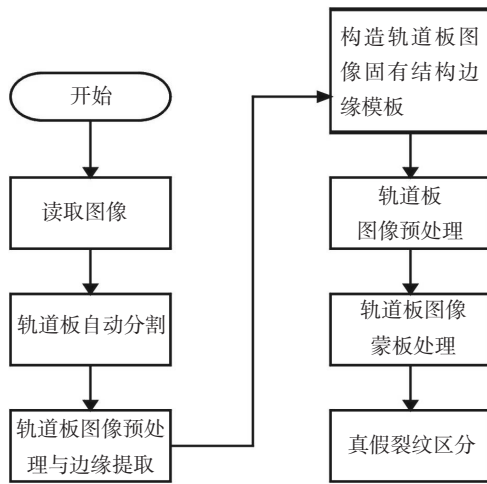 开始
读取图像
轨道板自动分割
轨道板图像预处
理与边缘提取
构造轨道板图
像固有结构边
缘模板
轨道板
图像预处理
轨道板图像
蒙板处理
真假裂纹区分